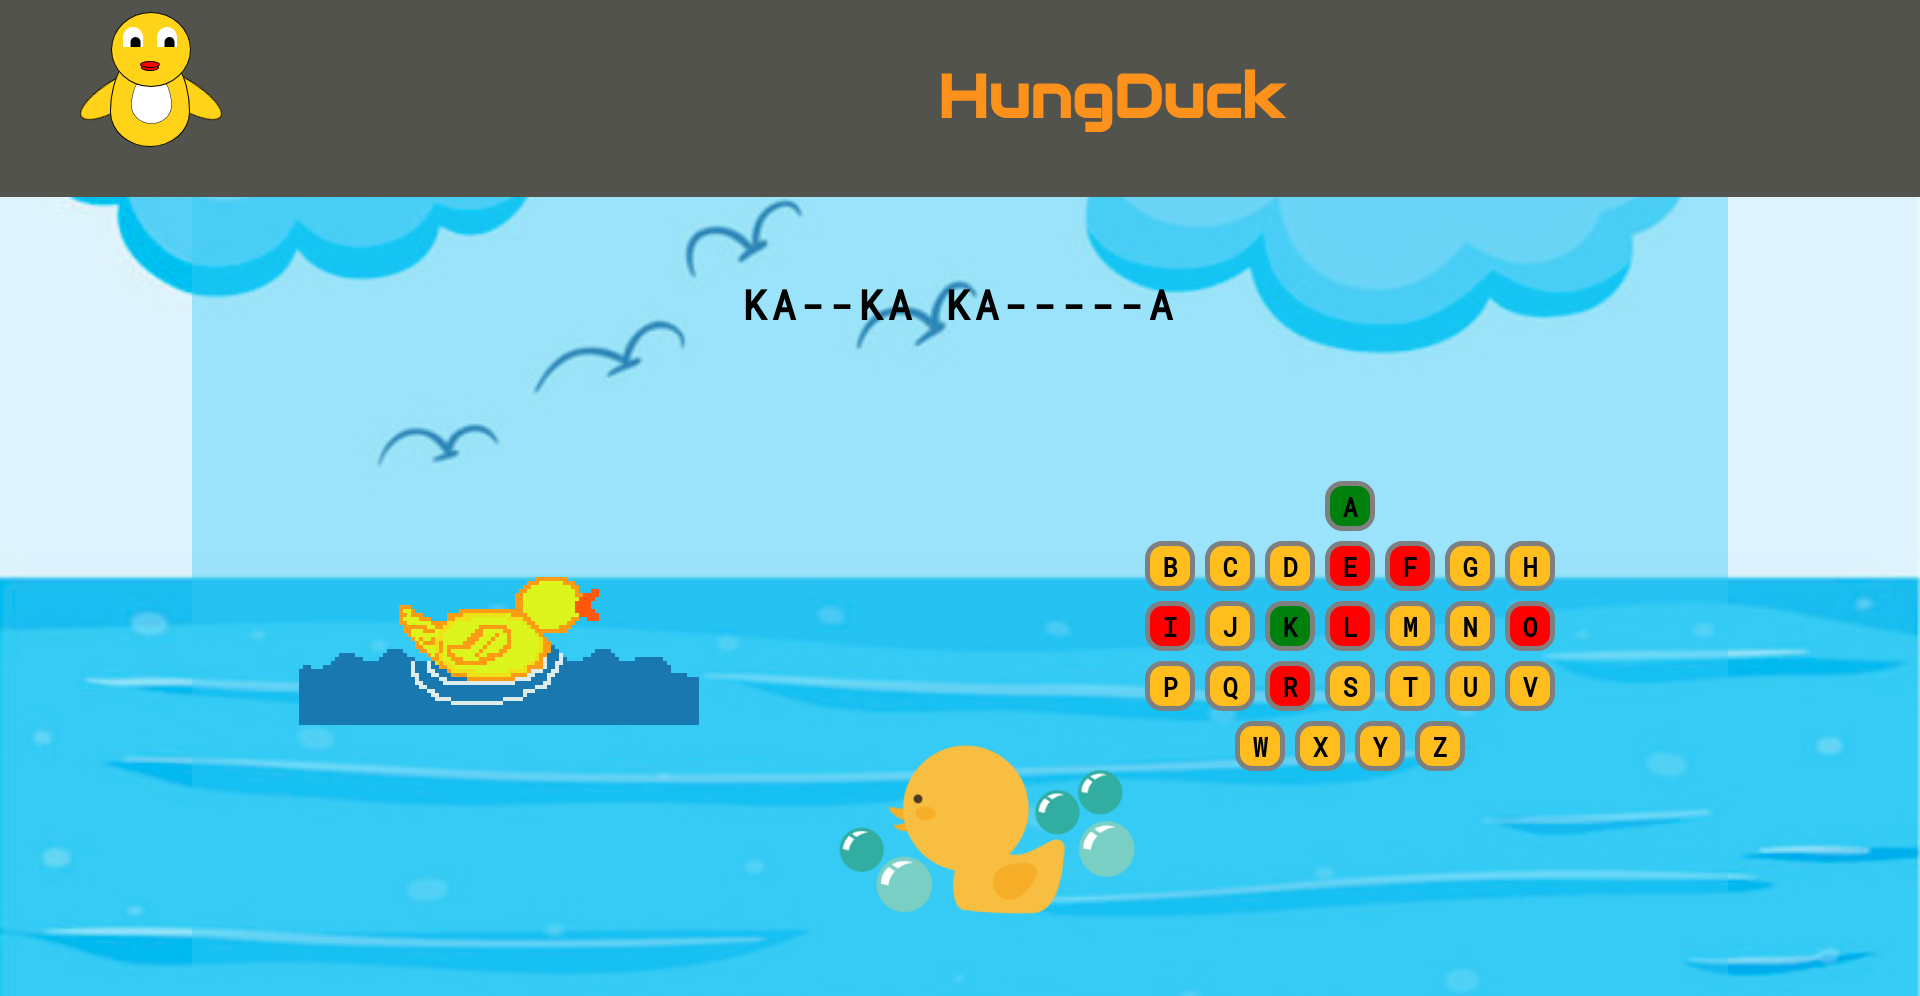 HungDuck
KA--KA KA-----A
A
B C D E F G H
I J K L M N O
P Q R S T U V
W X Y Z